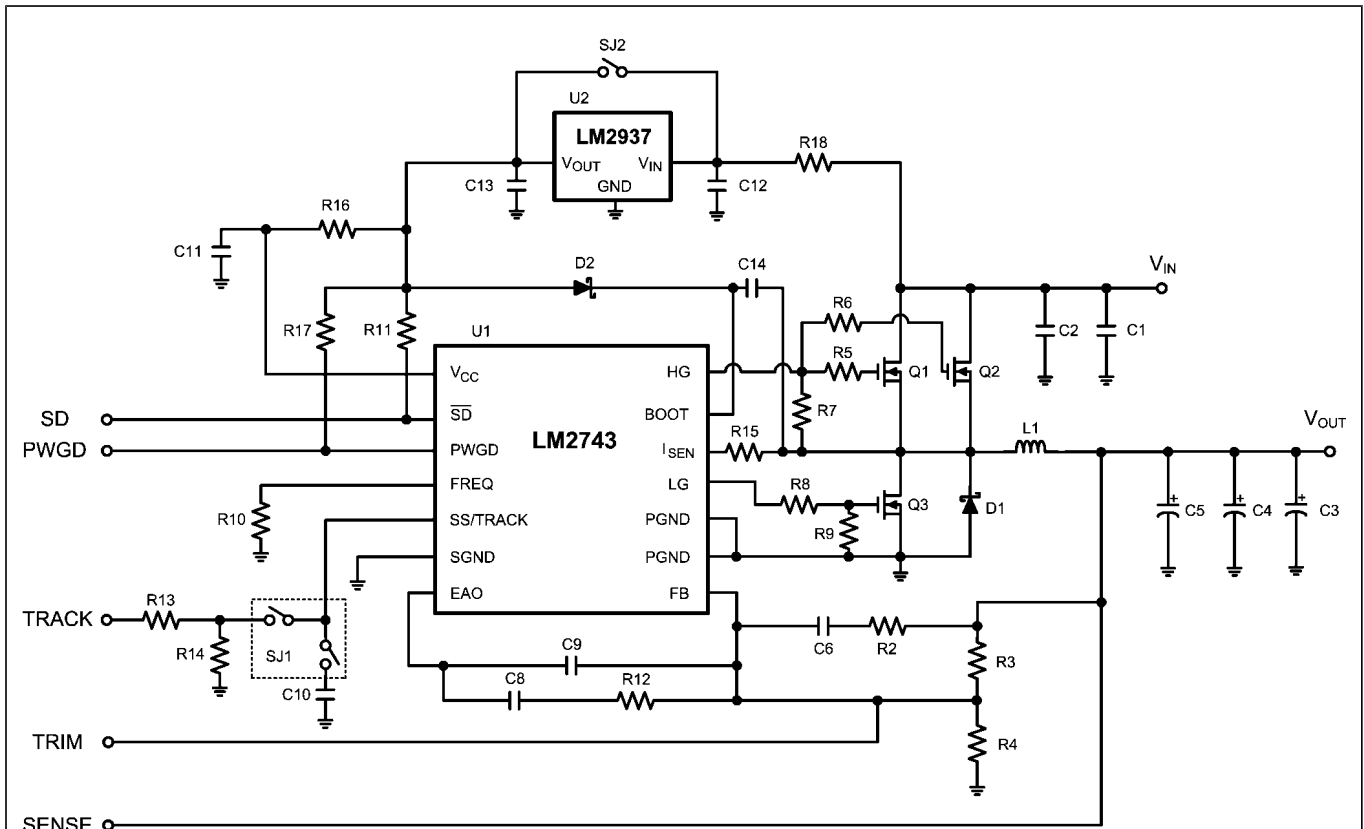 SJ2
U2
LM2937
VOUT VIN
GND
R18
C13
C12
R16
C11
D2
C14
VIN
R17
R11
U1
R6
C2
C1
R5
Q1
Q2
VCC
HG
SD
SD
BOOT
R7
L1
VOUT
PWGD
PWGD
LM2743
ISEN
R15
FREQ
LG
R8
Q3
D1
C5
C4
C3
R10
SS/TRACK
PGND
R9
SGND
PGND
EAO
FB
TRACK
R13
R14
SJ1
C10
C9
C6
R2
R3
C8
R12
TRIM
R4
SENSE